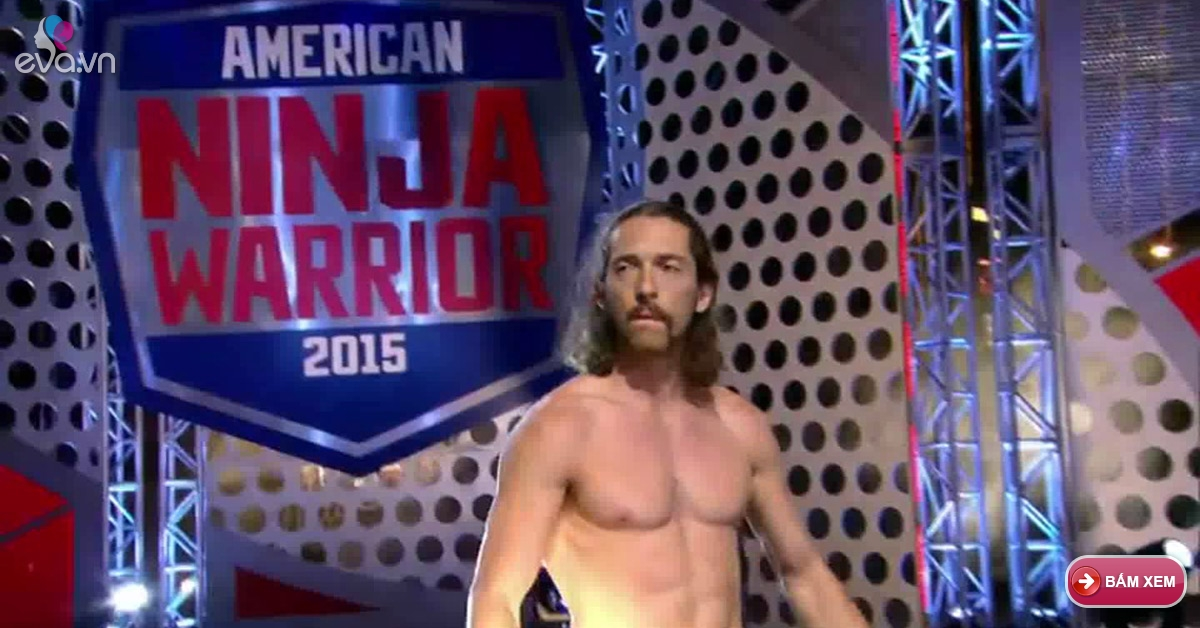 eva.vn
AMERICAN
NINJA
WARRIOR
2015
BẤM XEM